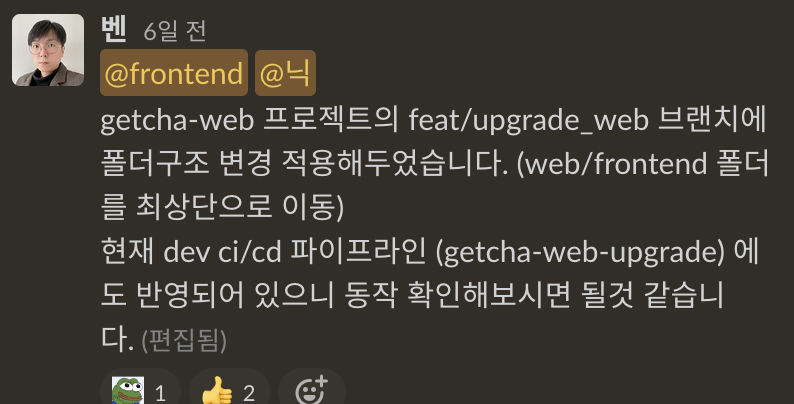 벤 6일 전
@frontend @닉
getcha-web 프로젝트의 feat/upgrade_web 브랜치에
폴더구조 변경 적용해두었습니다. (web/frontend 폴더
를 최상단으로 이동)
현재 dev ci/cd 파이프라인 (getcha-web-upgrade) 에
도 반영되어 있으니 동작 확인해보시면 될것 같습니
다. (편집됨)
1 2